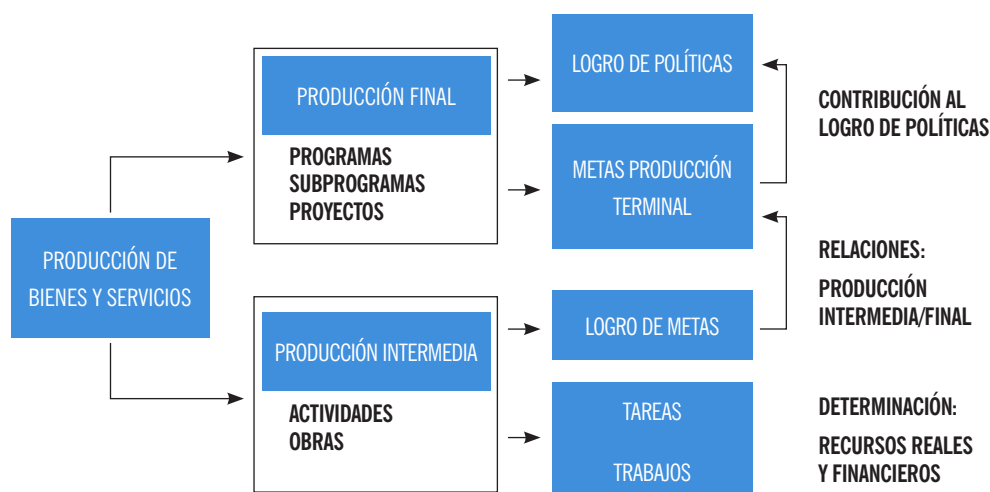 PRODUCCIÓN DE
BIENES Y SERVICIOS
PRODUCCIÓN FINAL
PROGRAMAS
SUBPROGRAMAS
PROYECTOS
PRODUCCIÓN INTERMEDIA
ACTIVIDADES
OBRAS
LOGRO DE POLÍTICAS
METAS PRODUCCIÓN
TERMINAL
LOGRO DE METAS
TAREAS
TRABAJOS
CONTRIBUCIÓN AL
LOGRO DE POLÍTICAS
RELACIONES:
PRODUCCIÓN
INTERMEDIA/FINAL
DETERMINACIÓN:
RECURSOS REALES
Y FINANCIEROS